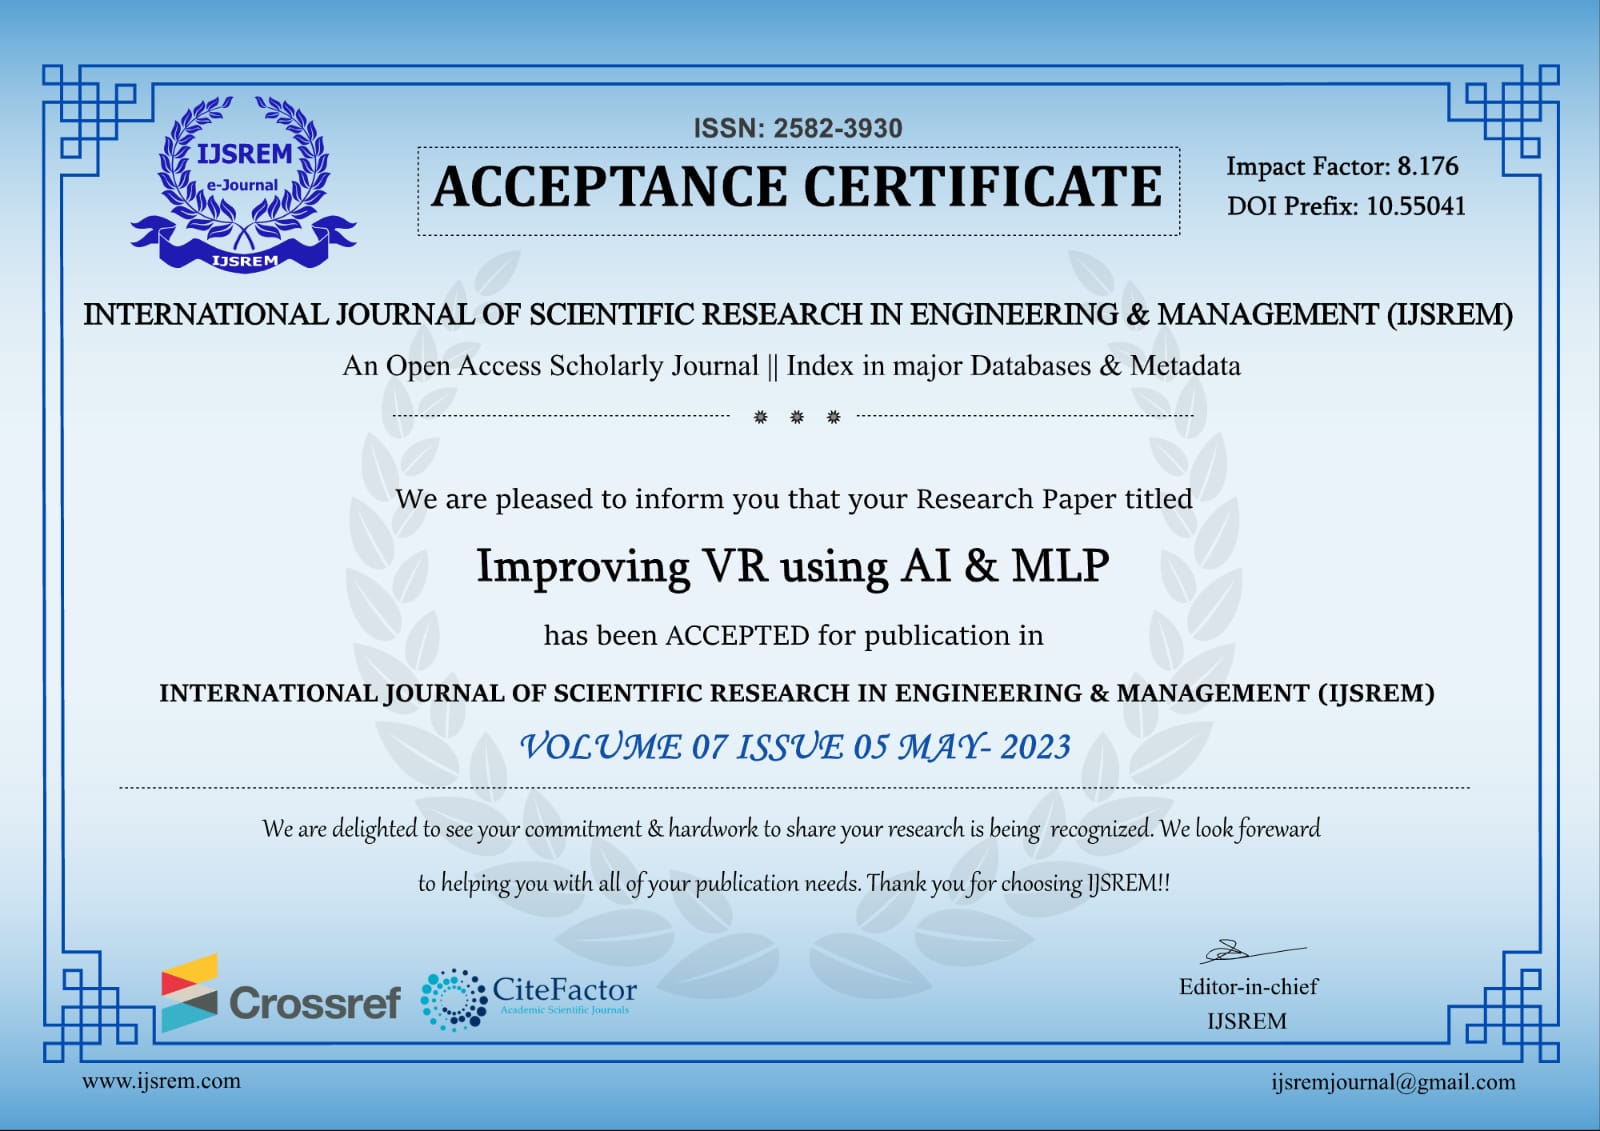 IJSREM
e-Journal
IJSREM
ISSN: 2582-3930
ACCEPTANCE CERTIFICATE
Impact Factor: 8.176
DOI Prefix: 10.55041
INTERNATIONAL JOURNAL OF SCIENTIFIC RESEARCH IN ENGINEERING & MANAGEMENT (IJSREM)
An Open Access Scholarly Journal || Index in major Databases & Metadata
We are pleased to inform you that your Research Paper titled
Improving VR using AI & MLP
has been ACCEPTED for publication in
INTERNATIONAL JOURNAL OF SCIENTIFIC RESEARCH IN ENGINEERING & MANAGEMENT (IJSREM)
VOLUME 07 ISSUE 05 MAY- 2023
We are delighted to see your commitment & hardwork to share your research is being recognized. We look foreward
to helping you with all of your publication needs. Thank you for choosing IJSREM!!
Crossref
CiteFactor
Academic Scientific Journals
Editor-in-chief
IJSREM
www.ijsrem.com
ijsremjournal@gmail.com